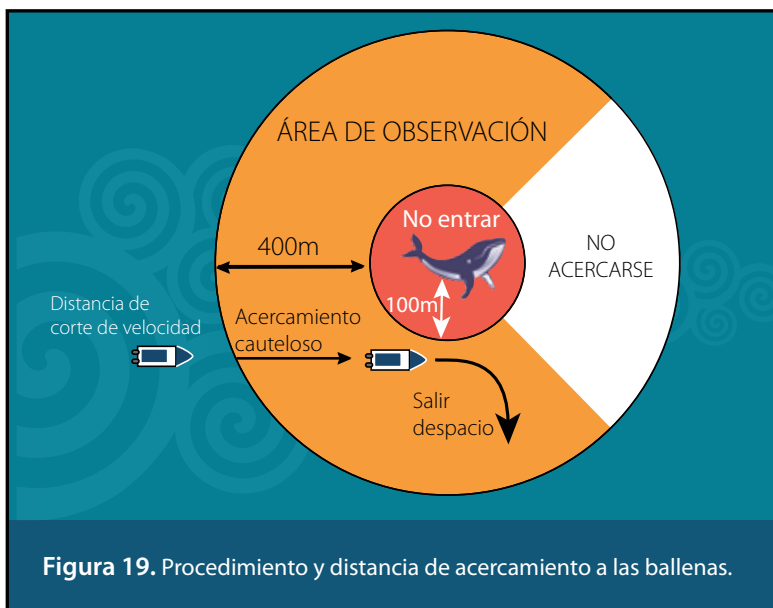 ÁREA DE OBSERVACIÓN
No entrar
400m
NO
ACERCARSE
100m
Distancia de
corte de velocidad
Acercamiento
cauteloso
Salir
despacio
Figura 19. Procedimiento y distancia de acercamiento a las ballenas.